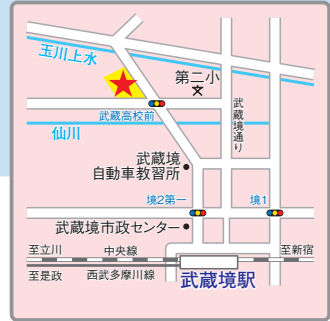 玉川上水
第二小
武蔵境通り
武蔵高校前
仙川
武蔵境
自動車教習所
境2第一
境1
武蔵境市政センター
至立川
中央線
至新宿
至是政
西武多摩川線
武蔵境駅